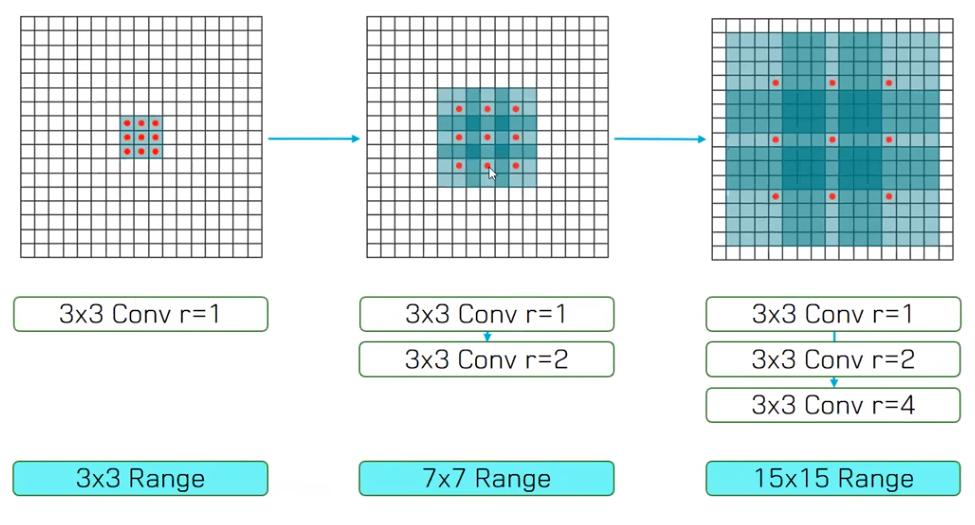 3x3 Conv r=1
3x3 Range
3x3 Conv r=1
3x3 Conv r=2
7x7 Range
3x3 Conv r=1
3x3 Conv r=2
3x3 Conv r=4
15x15 Range